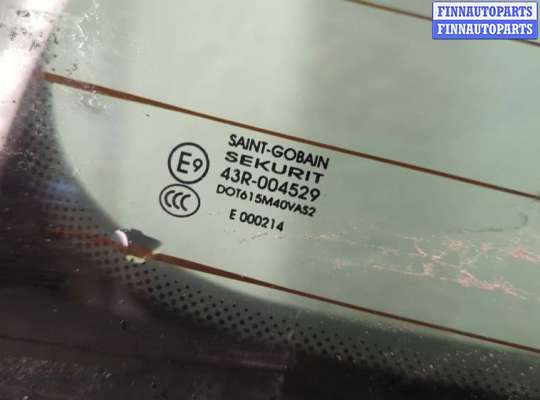 FINNAUTOPARTS
FINNAUTOPARTS
SAINT-GOBAIN
SEKURIT
E9
43R-004529
DOT615M40VAS2
CCC
E 000214